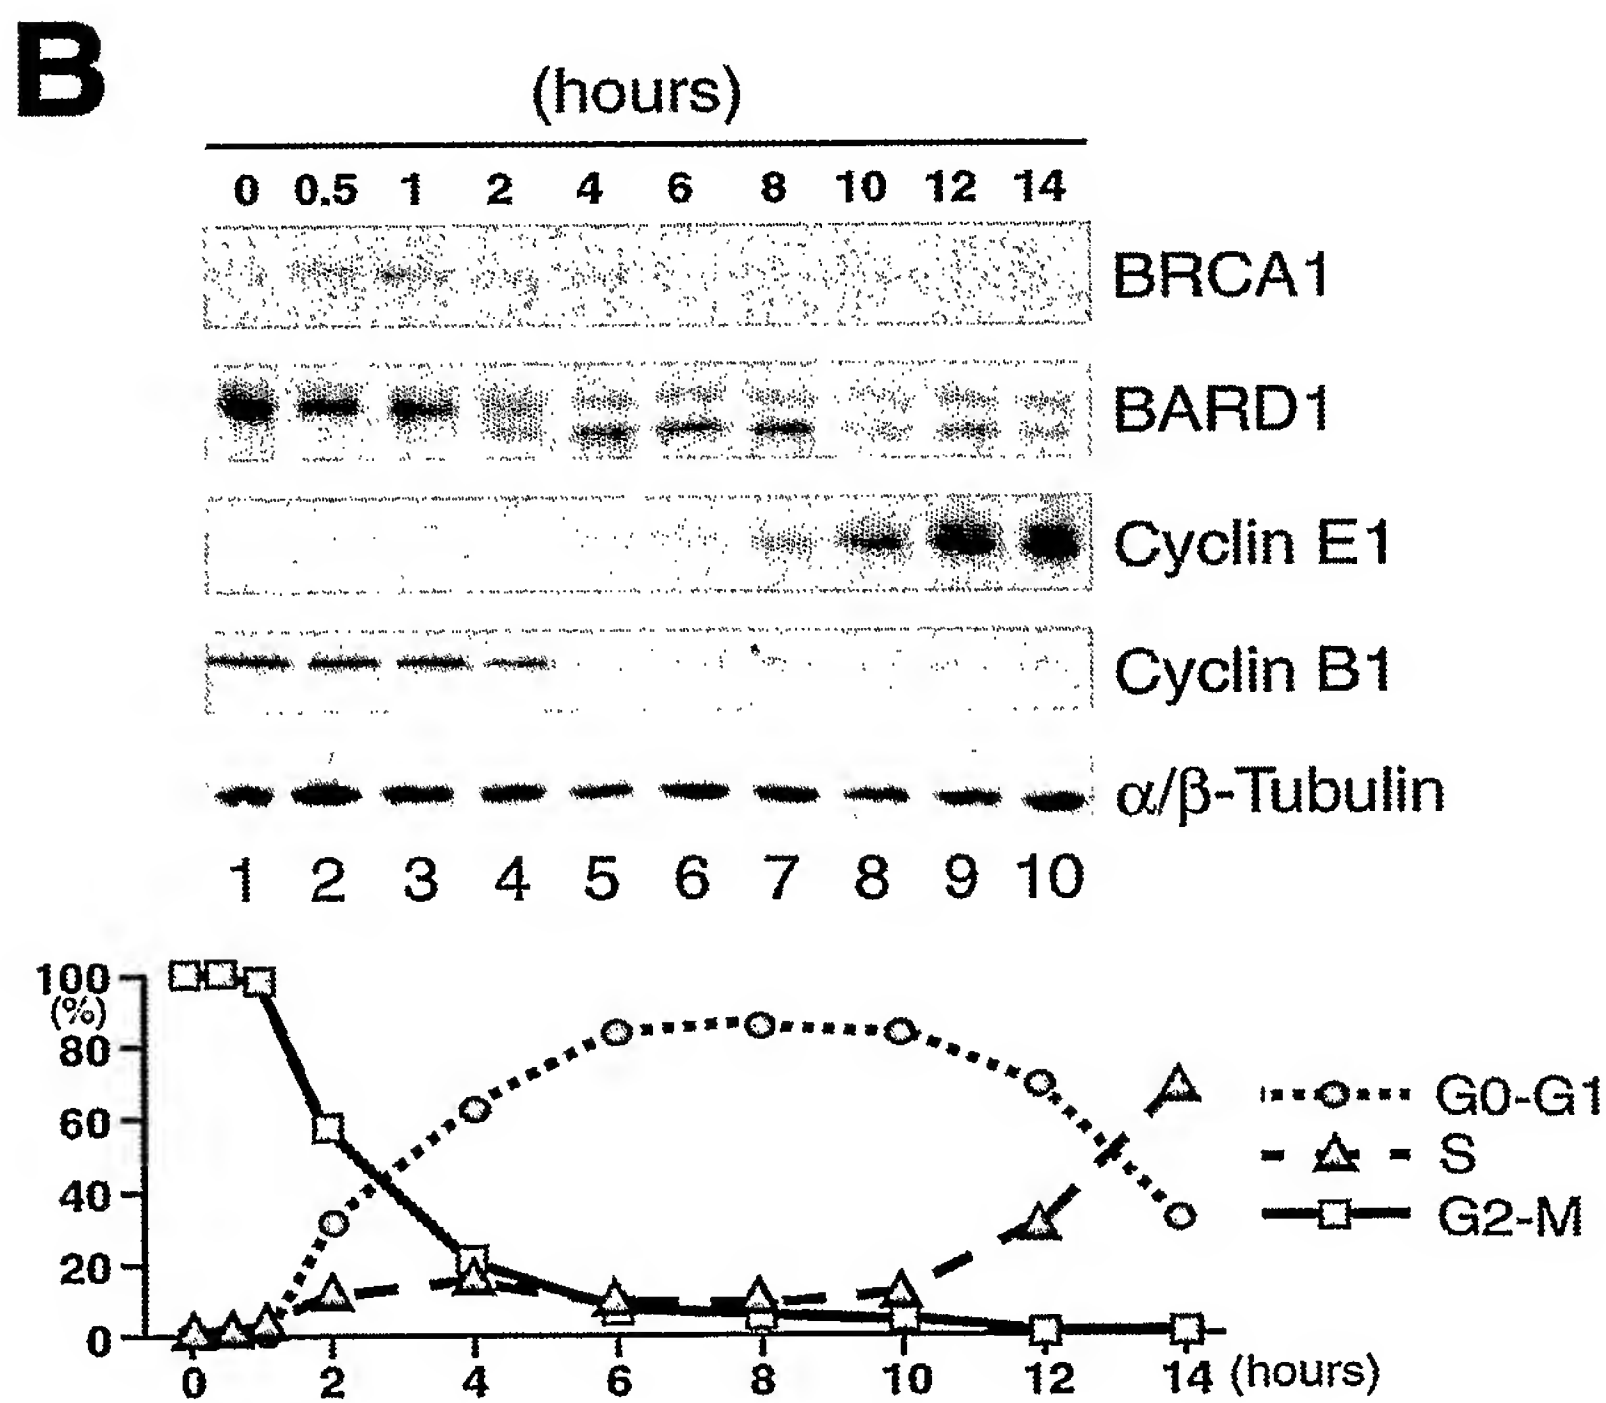 B
(hours)
0 0.5 1 2 4 6 8 10 12 14
BRCA1
BARD1
Cyclin E1
Cyclin B1
α/β-Tubulin
1 2 3 4 5 6 7 8 9 10
100
(%)
80
60
40
20
0
0 2 4 6 8 10 12 14 (hours)
G0-G1
S
G2-M